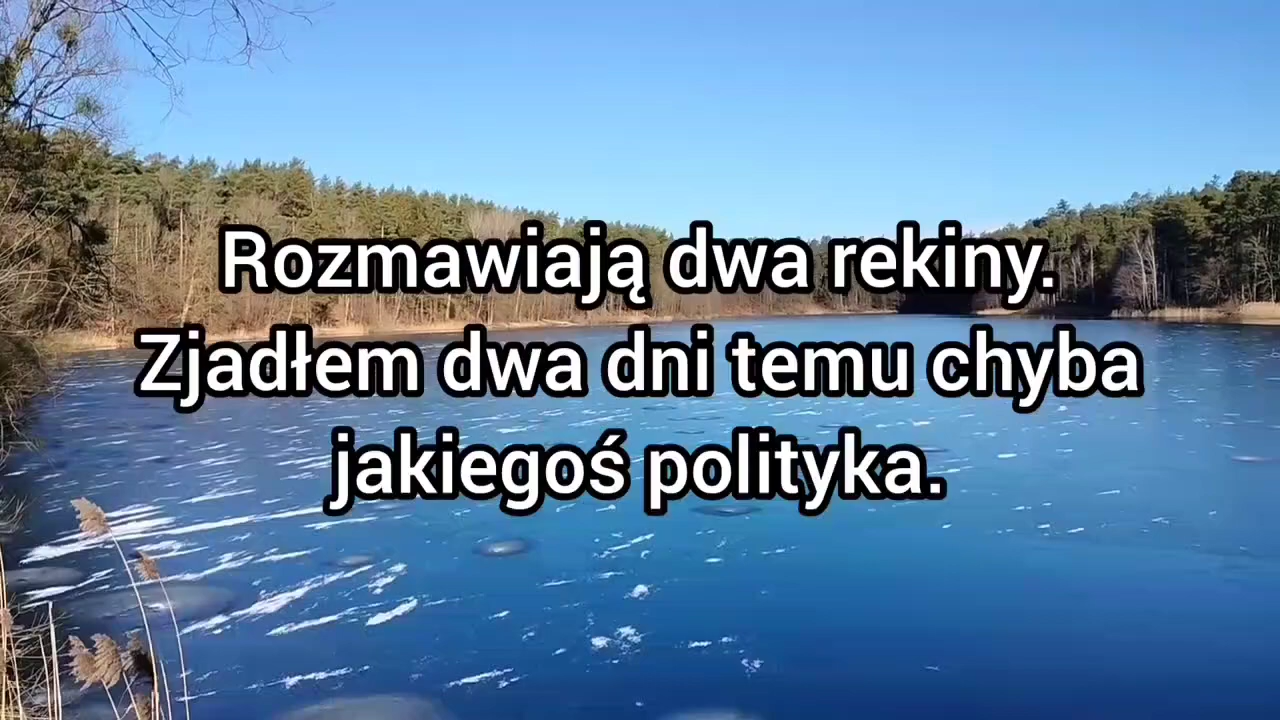 Rozmawiają dwa rekiny.
Zjadłem dwa dni temu chyba
jakiegoś polityka.